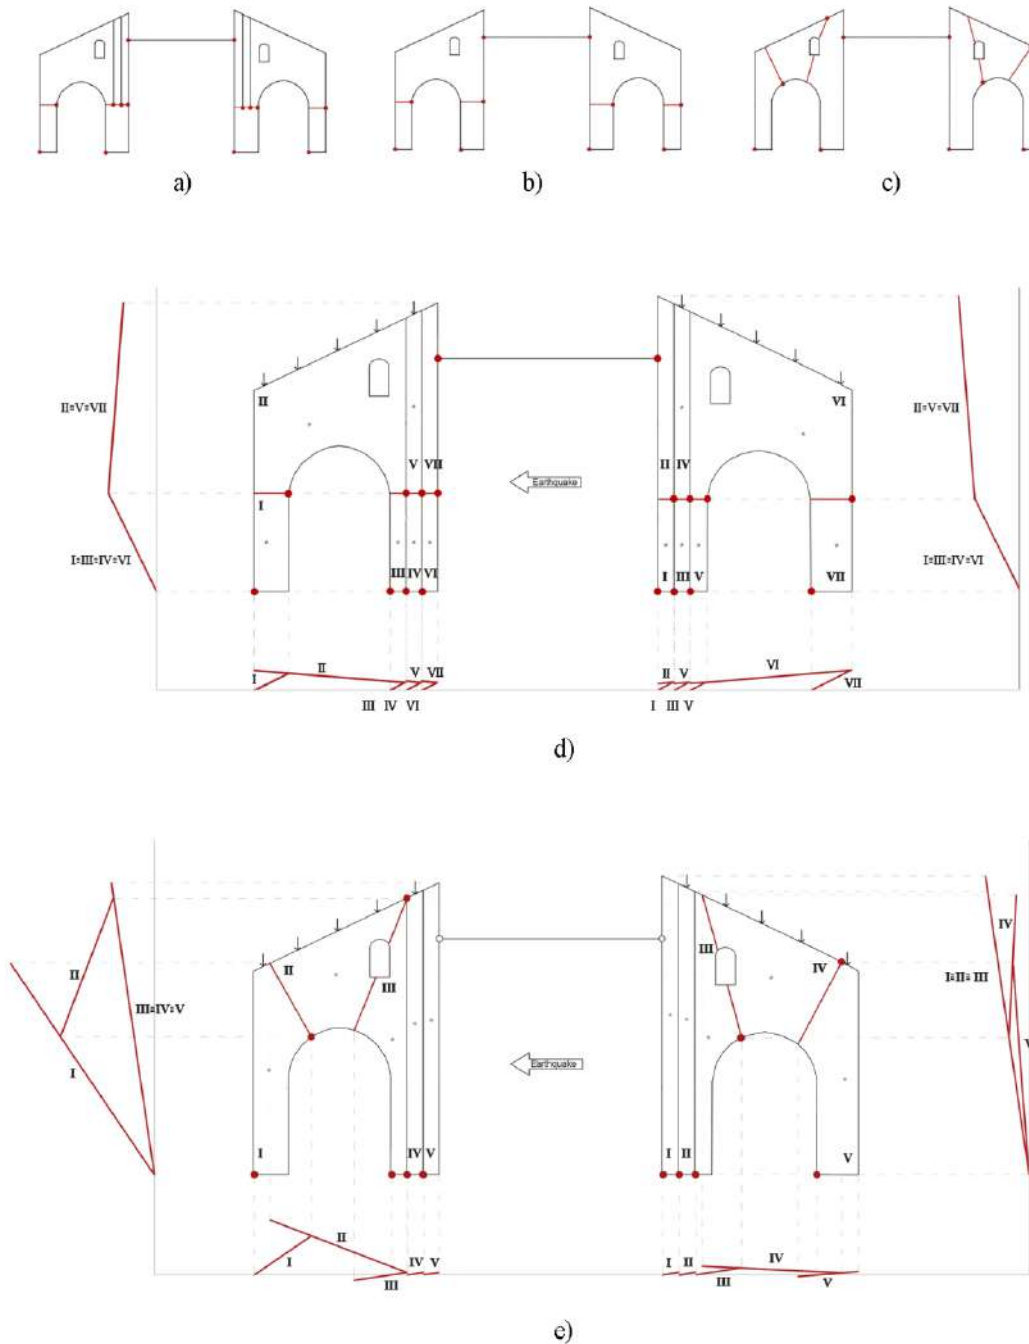 a) b) c)
II VI
II≡V≡VII II≡V≡VII
V VII II IV
Earthquake
I
I≡III≡IV≡VI III IV VI I III V VII I≡III≡IV≡VI
I II V VII II V VI VII
III IV VI I III V
d)
II III IV
II III IV
I≡II≡III
III≡IV≡V
I Earthquake V
I IV V I II V
II IV
I IV V I II
III III V
e)